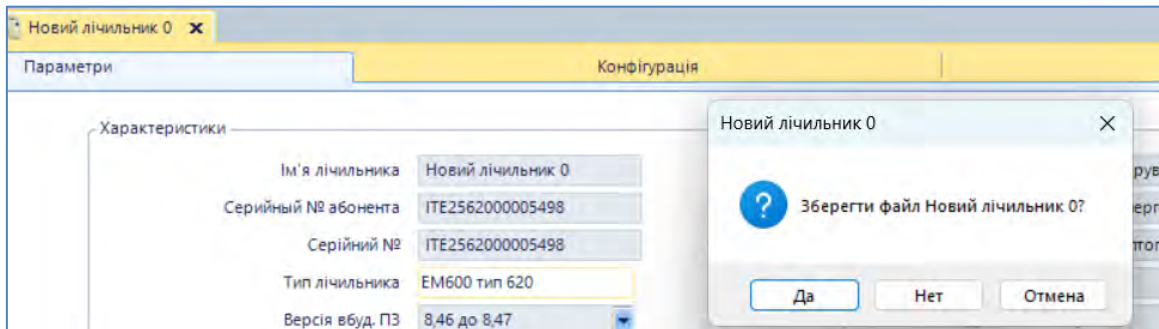 Новий лічильник 0
Параметри
Конфігурація
Характеристики
Ім'я лічильника Новий лічильник 0
Серийный № абонента ITE2562000005498
Серійний № ITE2562000005498
Тип лічильника EM600 тип 620
Версія вбуд. ПЗ 8,46 до 8,47
Новий лічильник 0
Зберегти файл Новий лічильник 0?
Да Нет Отмена